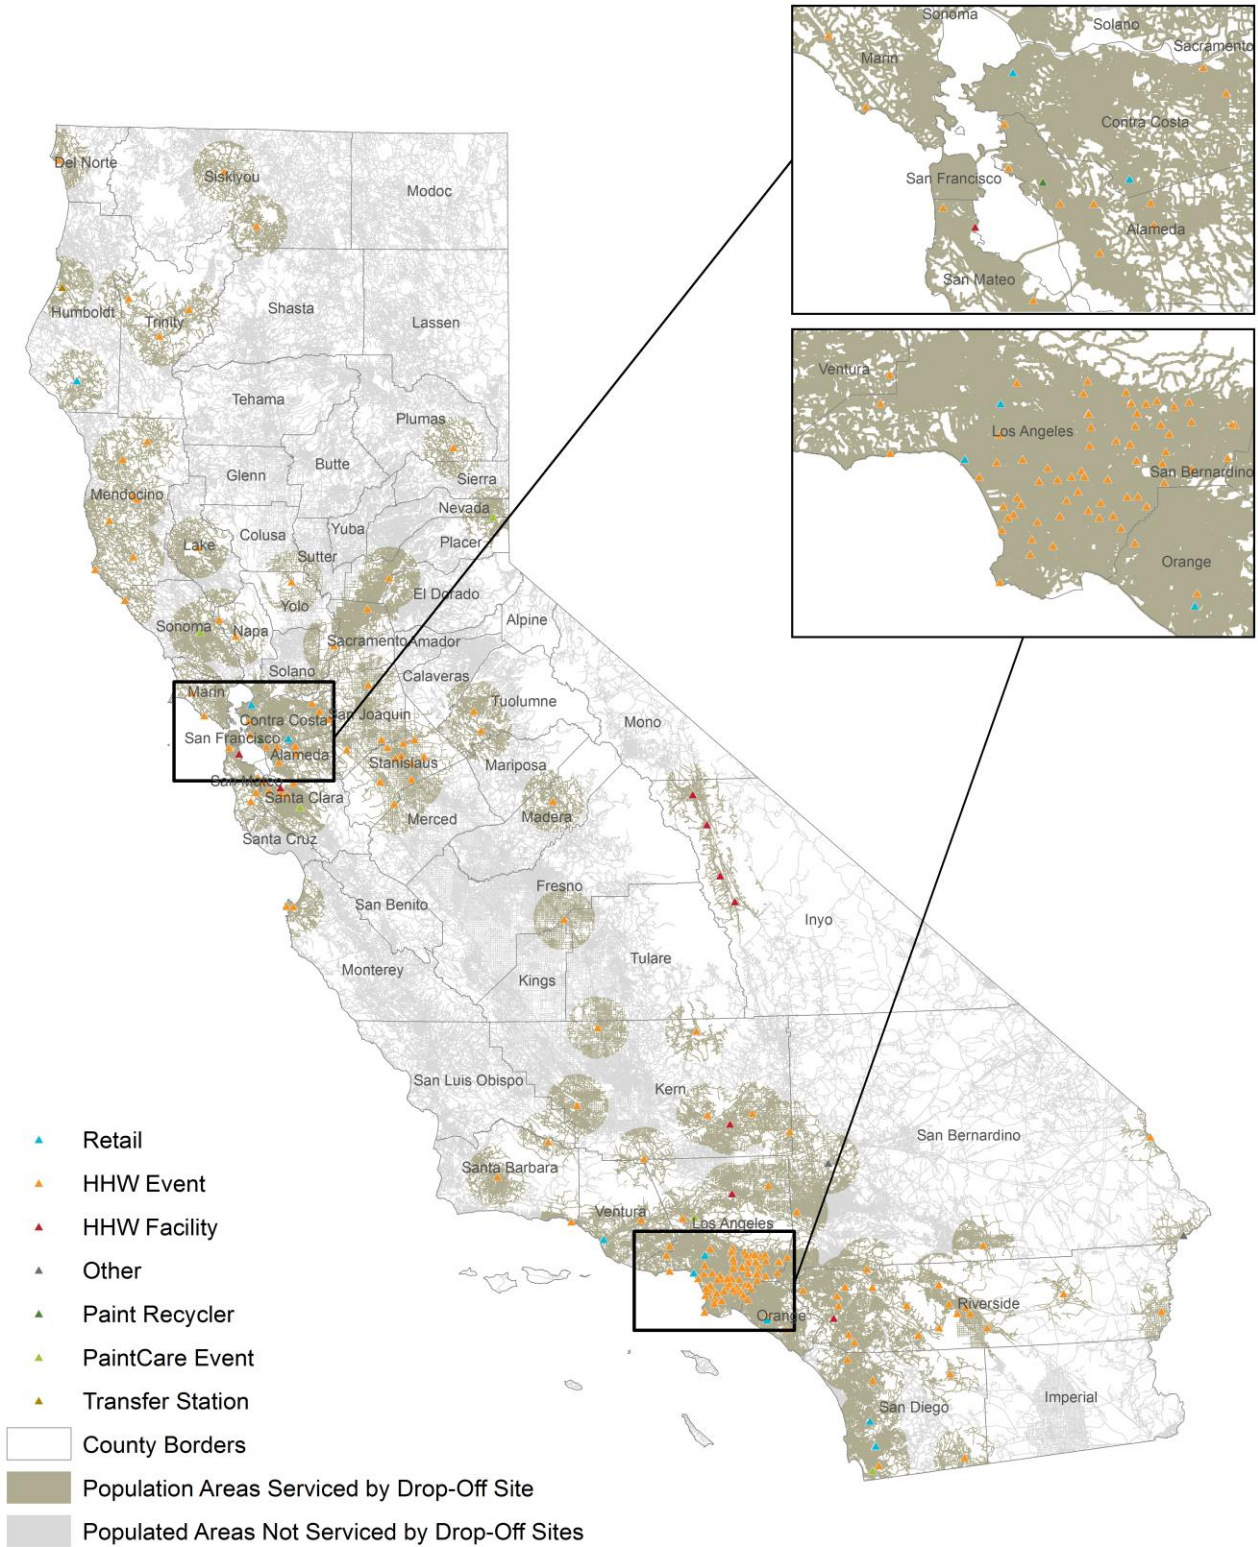 Sonoma
Solano
Sacramento
Marin
Contra Costa
San Francisco
Alameda
San Mateo
Ventura
Los Angeles
San Bernardino
Orange
Del Norte
Siskiyou
Modoc
Humboldt
Trinity
Shasta
Lassen
Tehama
Plumas
Mendocino
Glenn
Butte
Sierra
Nevada
Lake
Colusa
Yuba
Placer
Sutter
Yolo
El Dorado
Sonoma
Napa
Sacramento
Amador
Alpine
Solano
Calaveras
Marin
Tuolumne
Contra Costa
San Joaquin
Mono
San Francisco
Alameda
Stanislaus
Mariposa
San Mateo
Santa Clara
Merced
Madera
Santa Cruz
Fresno
San Benito
Inyo
Monterey
Kings
Tulare
San Luis Obispo
Kern
San Bernardino
Santa Barbara
Ventura
Los Angeles
Orange
Riverside
San Diego
Imperial
Retail
HHW Event
HHW Facility
Other
Paint Recycler
PaintCare Event
Transfer Station
County Borders
Population Areas Serviced by Drop-Off Site
Populated Areas Not Serviced by Drop-Off Sites